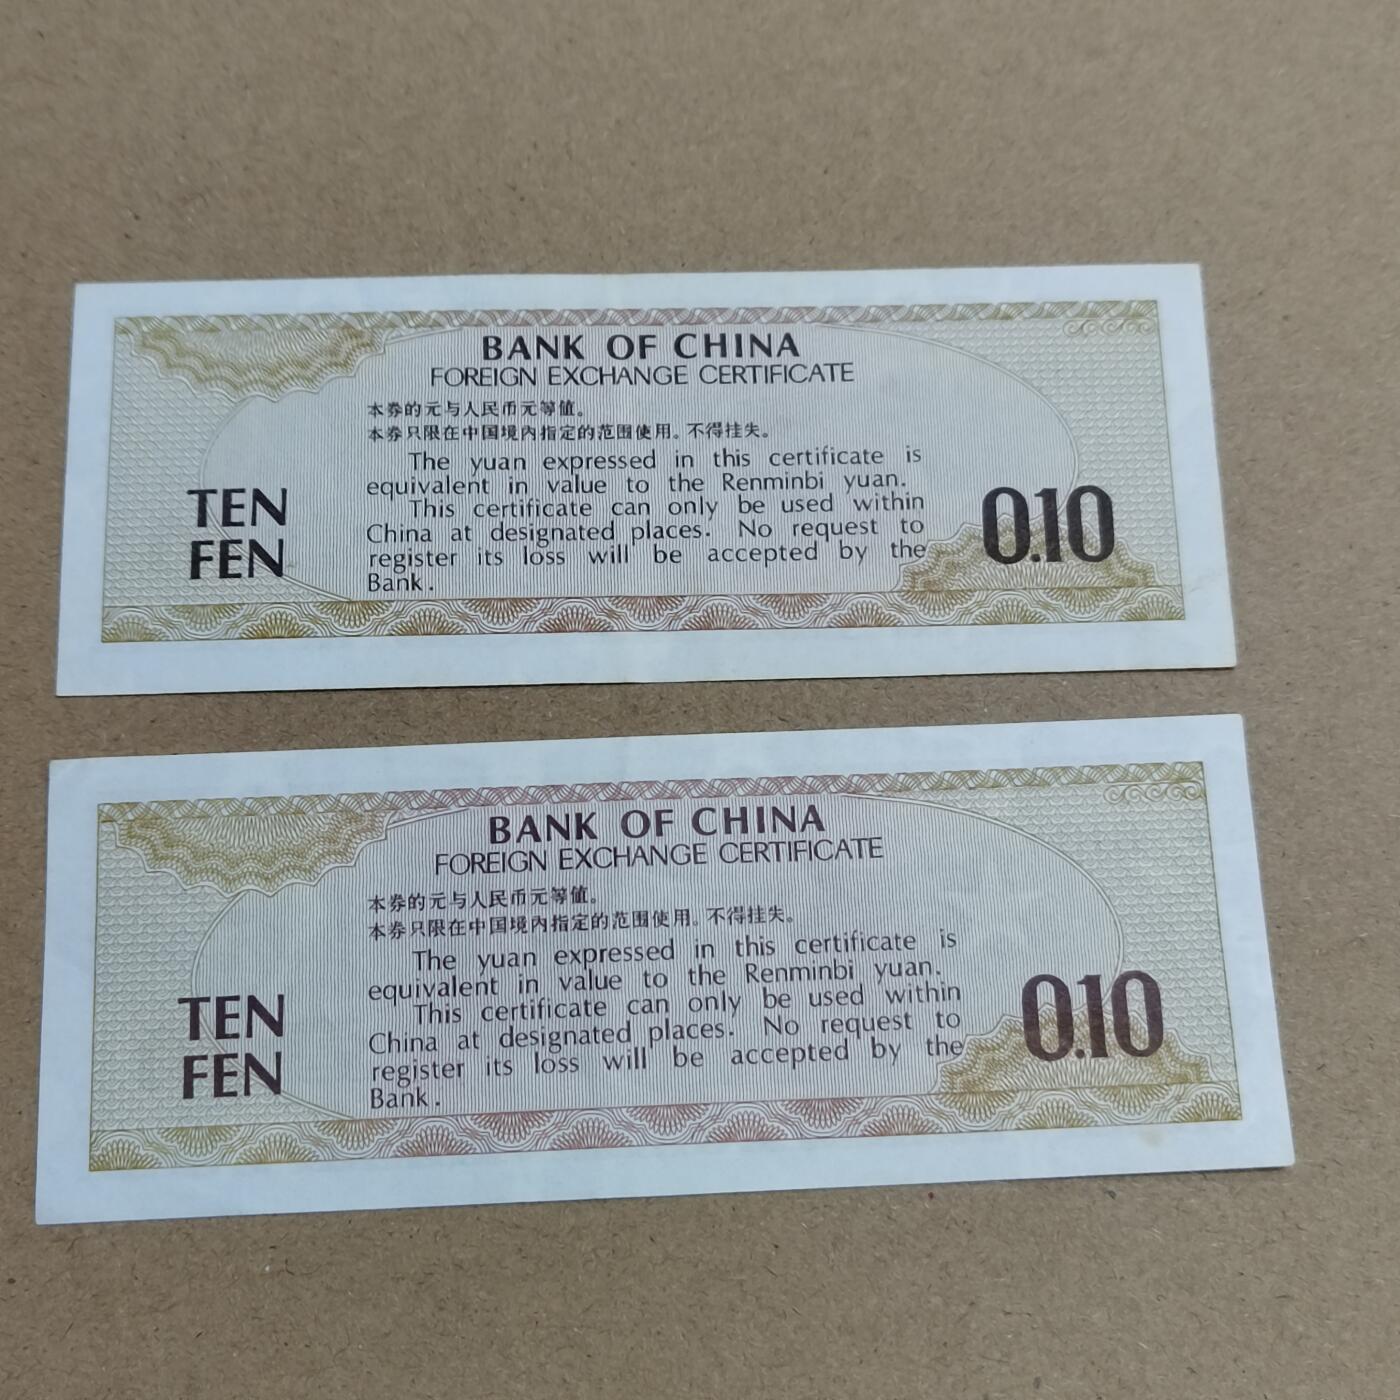 BANK OF CHINA
FOREIGN EXCHANGE CERTIFICATE
本券的元与人民币元等值。
本券只限在中国境内指定的范围使用。不得挂失。
The yuan expressed in this certificate is
equivalent in value to the Renminbi yuan.
This certificate can only be used within
China at designated places. No request to
register its loss will be accepted by the
Bank.
TEN
FEN
0.10
BANK OF CHINA
FOREIGN EXCHANGE CERTIFICATE
本券的元与人民币元等值。
本券只限在中国境内指定的范围使用。不得挂失。
The yuan expressed in this certificate is
equivalent in value to the Renminbi yuan.
This certificate can only be used within
China at designated places. No request to
register its loss will be accepted by the
Bank.
TEN
FEN
0.10